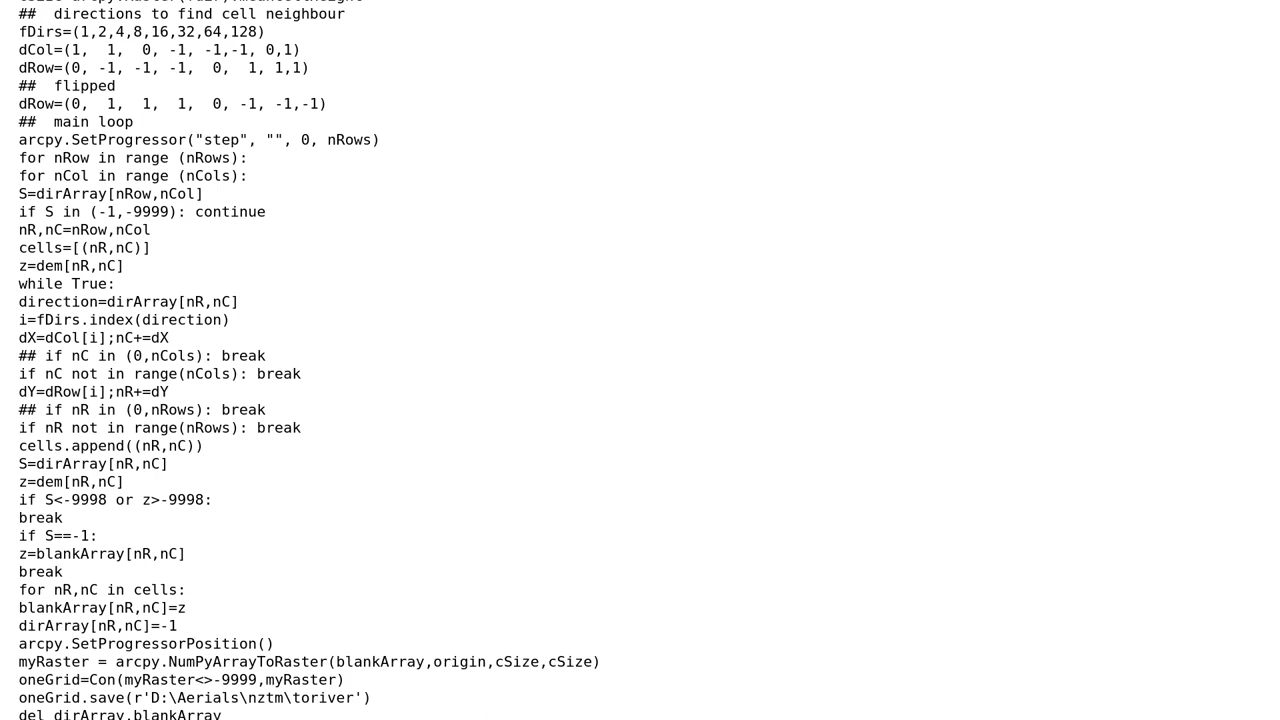 ##  directions to find cell neighbour
fDirs=(1,2,4,8,16,32,64,128)
dCol=(1,  1,  0, -1, -1,-1, 0,1)
dRow=(0, -1, -1, -1,  0,  1, 1,1)
##  flipped
dRow=(0,  1,  1,  1,  0, -1, -1,-1)
##  main loop
arcpy.SetProgressor("step", "", 0, nRows)
for nRow in range (nRows):
for nCol in range (nCols):
S=dirArray[nRow,nCol]
if S in (-1,-9999): continue
nR,nC=nRow,nCol
cells=[(nR,nC)]
z=dem[nR,nC]
while True:
direction=dirArray[nR,nC]
i=fDirs.index(direction)
dX=dCol[i];nC+=dX
## if nC in (0,nCols): break
if nC not in range(nCols): break
dY=dRow[i];nR+=dY
## if nR in (0,nRows): break
if nR not in range(nRows): break
cells.append((nR,nC))
S=dirArray[nR,nC]
z=dem[nR,nC]
if S<-9998 or z>-9998:
break
if S==-1:
z=blankArray[nR,nC]
break
for nR,nC in cells:
blankArray[nR,nC]=z
dirArray[nR,nC]=-1
arcpy.SetProgressorPosition()
myRaster = arcpy.NumPyArrayToRaster(blankArray,origin,cSize,cSize)
oneGrid=Con(myRaster<>-9999,myRaster)
oneGrid.save(r'D:\Aerials\nztm\toriver')
del dirArray,blankArray